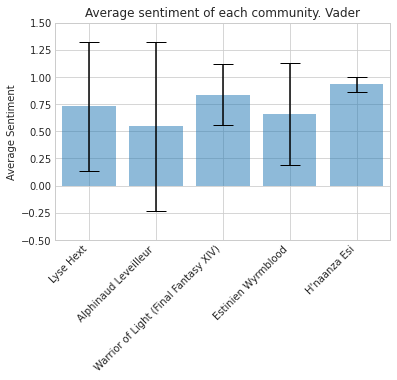 Average sentiment of each community. Vader
Average Sentiment
1.50
1.25
1.00
0.75
0.50
0.25
0.00
−0.25
−0.50
Lyse Hext
Alphinaud Leveilleur
Warrior of Light (Final Fantasy XIV)
Estinien Wyrmblood
H'naanza Esi